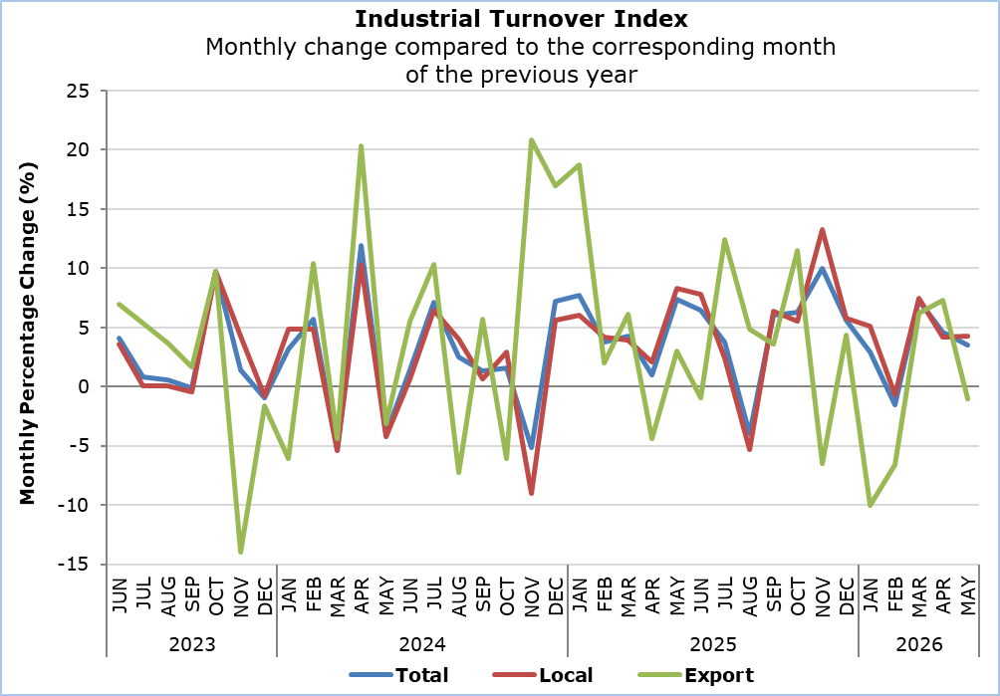 Industrial Turnover Index
Monthly change compared to the corresponding month
of the previous year
Monthly Percentage Change (%)
25
20
15
10
5
0
-5
-10
-15
JUN JUL AUG SEP OCT NOV DEC JAN FEB MAR APR MAY JUN JUL AUG SEP OCT NOV DEC JAN FEB MAR APR MAY JUN JUL AUG SEP OCT NOV DEC JAN FEB MAR APR MAY
2023 2024 2025 2026
Total Local Export